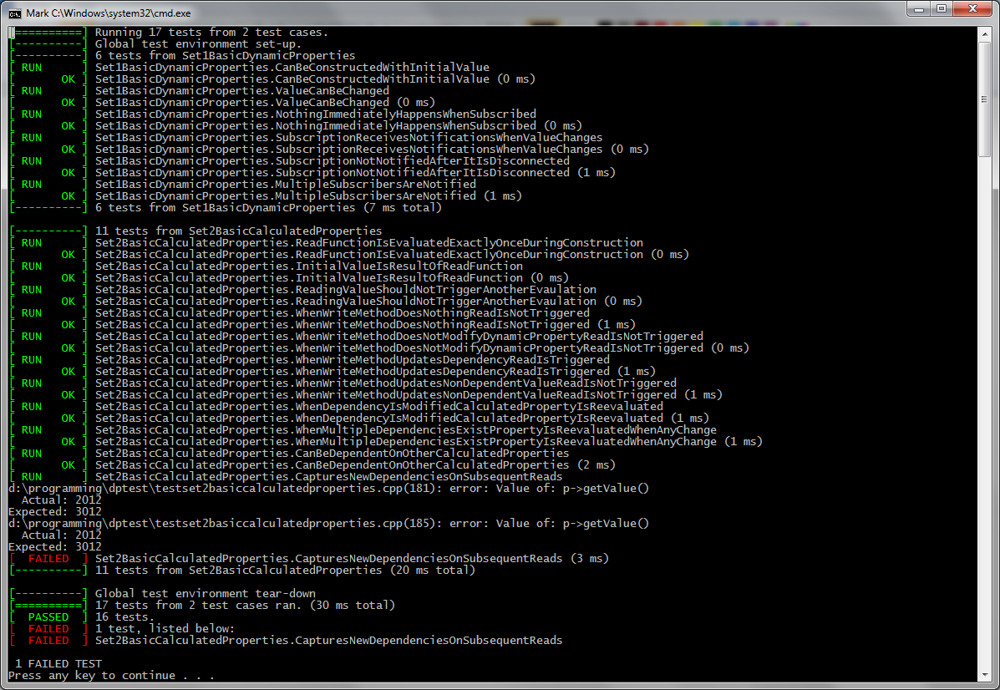 Mark C:\Windows\system32\cmd.exe
[==========] Running 17 tests from 2 test cases.
[----------] Global test environment set-up.
[----------] 6 tests from Set1BasicDynamicProperties
[ RUN      ] Set1BasicDynamicProperties.CanBeConstructedWithInitialValue
[       OK ] Set1BasicDynamicProperties.CanBeConstructedWithInitialValue (0 ms)
[ RUN      ] Set1BasicDynamicProperties.ValueCanBeChanged
[       OK ] Set1BasicDynamicProperties.ValueCanBeChanged (0 ms)
[ RUN      ] Set1BasicDynamicProperties.NothingImmediatelyHappensWhenSubscribed
[       OK ] Set1BasicDynamicProperties.NothingImmediatelyHappensWhenSubscribed (0 ms)
[ RUN      ] Set1BasicDynamicProperties.SubscriptionReceivesNotificationsWhenValueChanges
[       OK ] Set1BasicDynamicProperties.SubscriptionReceivesNotificationsWhenValueChanges (0 ms)
[ RUN      ] Set1BasicDynamicProperties.SubscriptionNotNotifiedAfterItIsDisconnected
[       OK ] Set1BasicDynamicProperties.SubscriptionNotNotifiedAfterItIsDisconnected (1 ms)
[ RUN      ] Set1BasicDynamicProperties.MultipleSubscribersAreNotified
[       OK ] Set1BasicDynamicProperties.MultipleSubscribersAreNotified (1 ms)
[----------] 6 tests from Set1BasicDynamicProperties (7 ms total)
[----------] 11 tests from Set2BasicCalculatedProperties
[ RUN      ] Set2BasicCalculatedProperties.ReadFunctionIsEvaluatedExactlyOnceDuringConstruction
[       OK ] Set2BasicCalculatedProperties.ReadFunctionIsEvaluatedExactlyOnceDuringConstruction (0 ms)
[ RUN      ] Set2BasicCalculatedProperties.InitialValueIsResultOfReadFunction
[       OK ] Set2BasicCalculatedProperties.InitialValueIsResultOfReadFunction (0 ms)
[ RUN      ] Set2BasicCalculatedProperties.ReadingValueShouldNotTriggerAnotherEvaulation
[       OK ] Set2BasicCalculatedProperties.ReadingValueShouldNotTriggerAnotherEvaulation (0 ms)
[ RUN      ] Set2BasicCalculatedProperties.WhenWriteMethodDoesNothingReadIsNotTriggered
[       OK ] Set2BasicCalculatedProperties.WhenWriteMethodDoesNothingReadIsNotTriggered (1 ms)
[ RUN      ] Set2BasicCalculatedProperties.WhenWriteMethodDoesNotModifyDynamicPropertyReadIsNotTriggered
[       OK ] Set2BasicCalculatedProperties.WhenWriteMethodDoesNotModifyDynamicPropertyReadIsNotTriggered (0 ms)
[ RUN      ] Set2BasicCalculatedProperties.WhenWriteMethodUpdatesDependencyReadIsTriggered
[       OK ] Set2BasicCalculatedProperties.WhenWriteMethodUpdatesDependencyReadIsTriggered (1 ms)
[ RUN      ] Set2BasicCalculatedProperties.WhenWriteMethodUpdatesNonDependentValueReadIsNotTriggered
[       OK ] Set2BasicCalculatedProperties.WhenWriteMethodUpdatesNonDependentValueReadIsNotTriggered (1 ms)
[ RUN      ] Set2BasicCalculatedProperties.WhenDependencyIsModifiedCalculatedPropertyIsReevaluated
[       OK ] Set2BasicCalculatedProperties.WhenDependencyIsModifiedCalculatedPropertyIsReevaluated (1 ms)
[ RUN      ] Set2BasicCalculatedProperties.WhenMultipleDependenciesExistPropertyIsReevaluatedWhenAnyChange
[       OK ] Set2BasicCalculatedProperties.WhenMultipleDependenciesExistPropertyIsReevaluatedWhenAnyChange (1 ms)
[ RUN      ] Set2BasicCalculatedProperties.CanBeDependentOnOtherCalculatedProperties
[       OK ] Set2BasicCalculatedProperties.CanBeDependentOnOtherCalculatedProperties (2 ms)
[ RUN      ] Set2BasicCalculatedProperties.CapturesNewDependenciesOnSubsequentReads
d:\programming\dptest\testset2basiccalculatedproperties.cpp(181): error: Value of: p->getValue()
  Actual: 2012
Expected: 3012
d:\programming\dptest\testset2basiccalculatedproperties.cpp(185): error: Value of: p->getValue()
  Actual: 2012
Expected: 3012
[  FAILED  ] Set2BasicCalculatedProperties.CapturesNewDependenciesOnSubsequentReads (3 ms)
[----------] 11 tests from Set2BasicCalculatedProperties (20 ms total)
[----------] Global test environment tear-down
[==========] 17 tests from 2 test cases ran. (30 ms total)
[  PASSED  ] 16 tests.
[  FAILED  ] 1 test, listed below:
[  FAILED  ] Set2BasicCalculatedProperties.CapturesNewDependenciesOnSubsequentReads
 1 FAILED TEST
Press any key to continue . . .